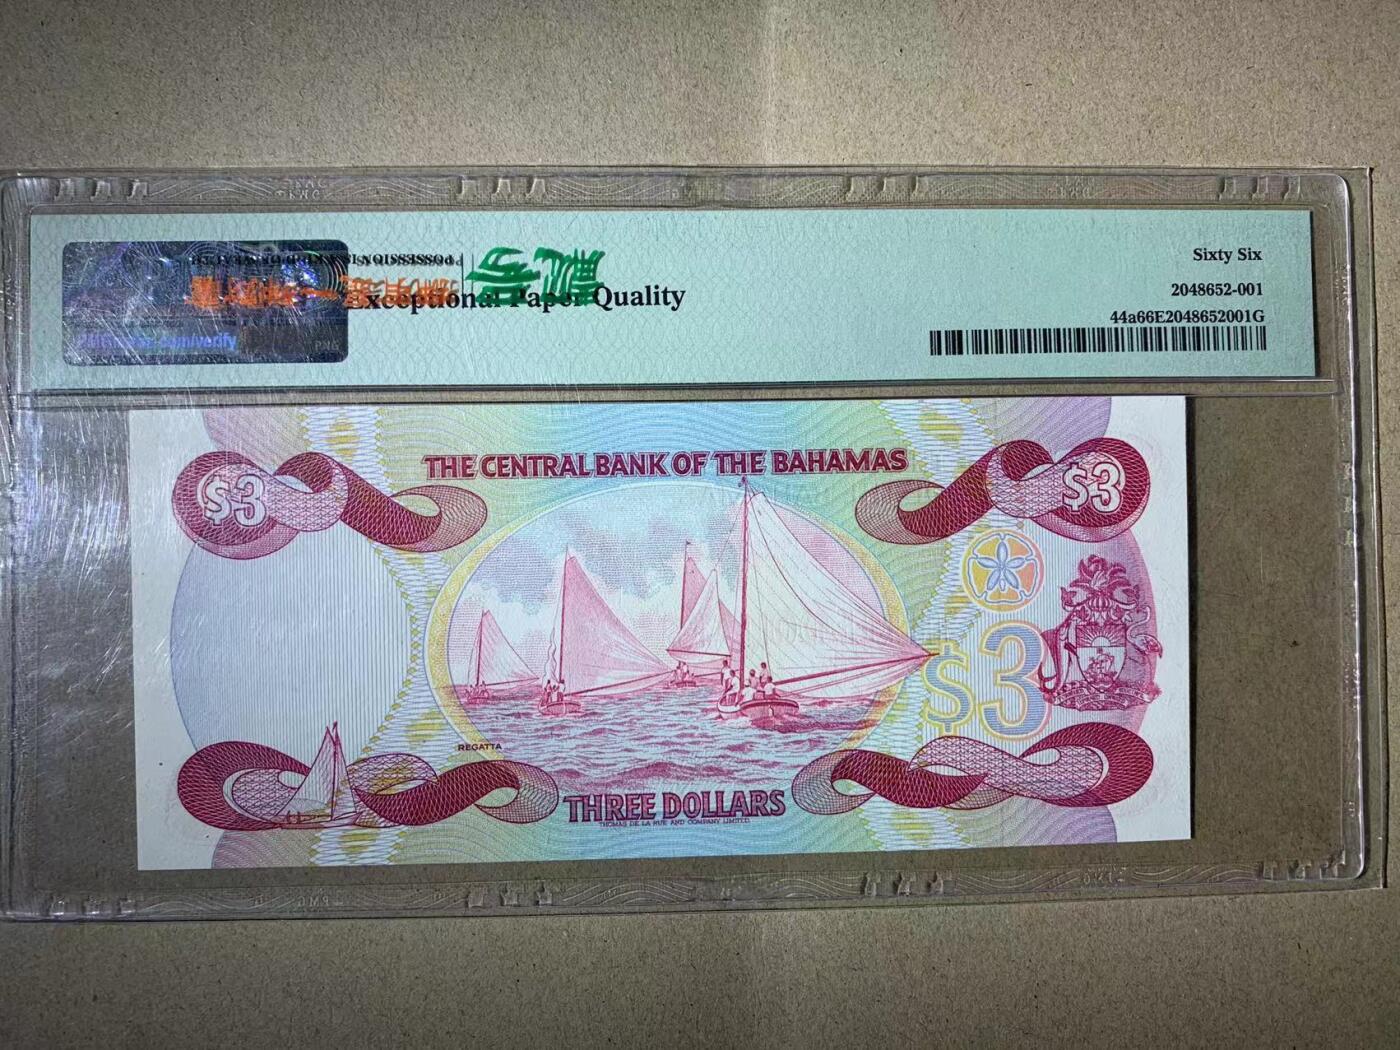 Sixty Six
2048652-001
44a66E2048652001G
Exceptional Paper Quality
PKG
THE CENTRAL BANK OF THE BAHAMAS
$3
$3
$3
REGATTA
THREE DOLLARS
THOMAS DE LA RUE AND COMPANY LIMITED